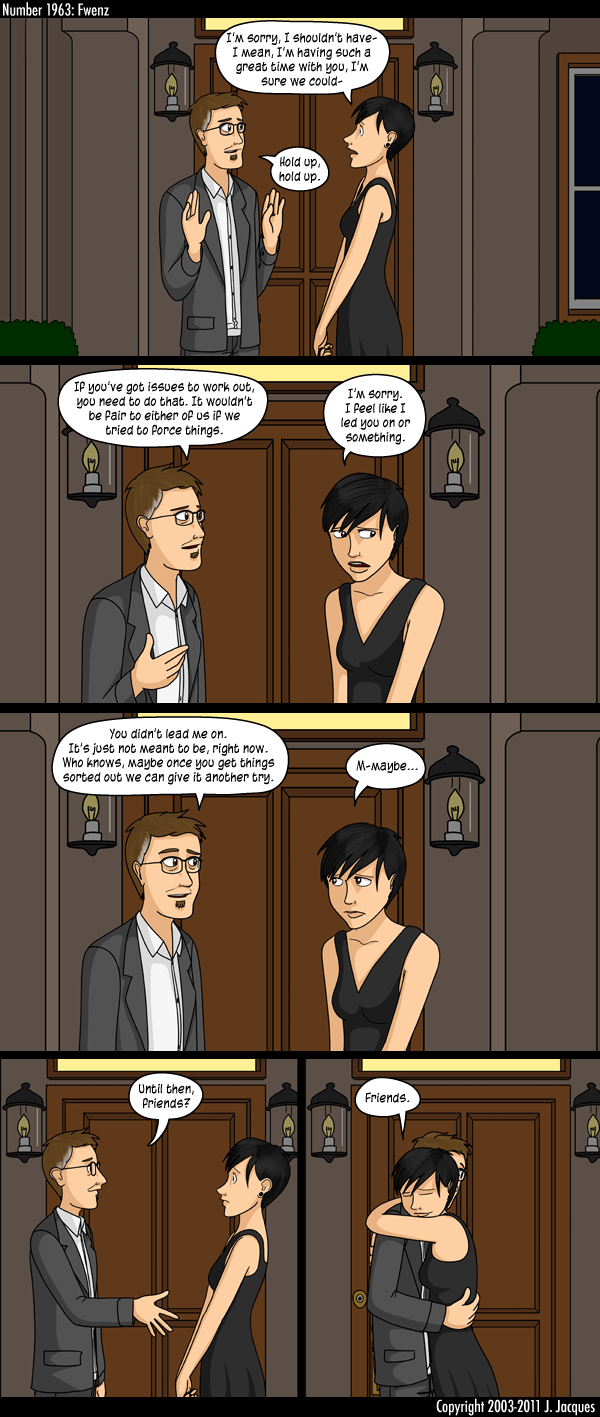 Number 1963: Fwenz
I'm sorry, I shouldn't have-
I mean, I'm having such a
great time with you, I'm
sure we could-
Hold up,
hold up.
If you've got issues to work out,
you need to do that. It wouldn't
be fair to either of us if we
tried to force things.
I'm sorry.
I feel like I
led you on or
something.
You didn't lead me on.
It's just not meant to be, right now.
Who knows, maybe once you get things
sorted out we can give it another try.
M-maybe...
Until then,
friends?
Friends.
Copyright 2003-2011 J. Jacques